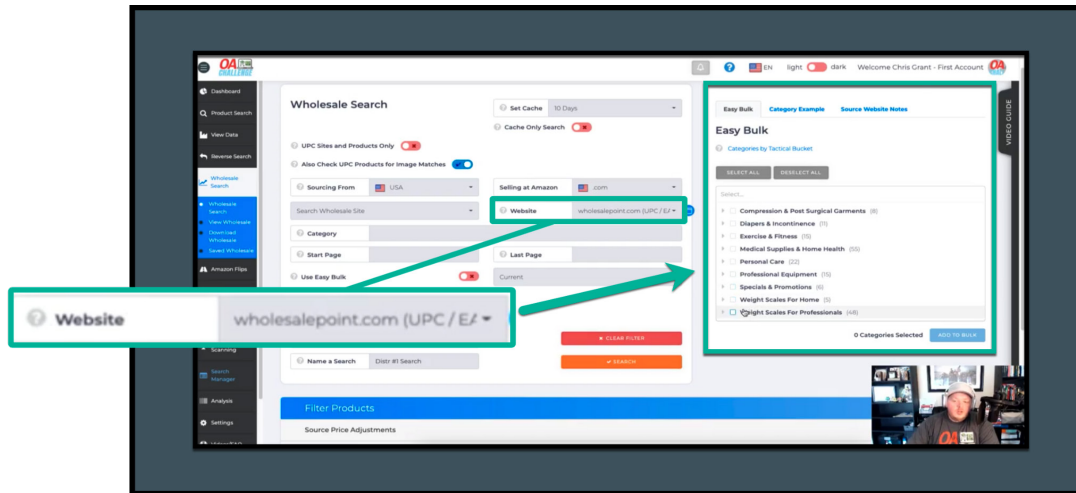 OA
CHALLENGE
EN
light
dark
Welcome Chris Grant - First Account
Dashboard
Product Search
View Data
Reverse Search
Wholesale
Search
Wholesale
Search
View Wholesale
Download
Wholesale
Saved Wholesale
Amazon Flips
Scanning
Search
Manager
Analysis
Settings
Wholesale Search
Set Cache
10 Days
Cache Only Search
UPC Sites and Products Only
Also Check UPC Products for Image Matches
Sourcing From
USA
Selling at Amazon
.com
Search Wholesale Site
Website
wholesalepoint.com (UPC / EA
Category
Start Page
Last Page
Use Easy Bulk
Current
Website
wholesalepoint.com (UPC / EA
CLEAR FILTER
Name a Search
Distr #1 Search
SEARCH
Filter Products
Source Price Adjustments
Easy Bulk
Category Example
Source Website Notes
Easy Bulk
Categories by Tactical Bucket
SELECT ALL
DESELECT ALL
Select...
Compression & Post Surgical Garments (8)
Diapers & Incontinence (11)
Exercise & Fitness (15)
Medical Supplies & Home Health (55)
Personal Care (22)
Professional Equipment (15)
Specials & Promotions (6)
Weight Scales For Home (5)
Weight Scales For Professionals (48)
0 Categories Selected
ADD TO BULK
VIDEO GUIDE
OA